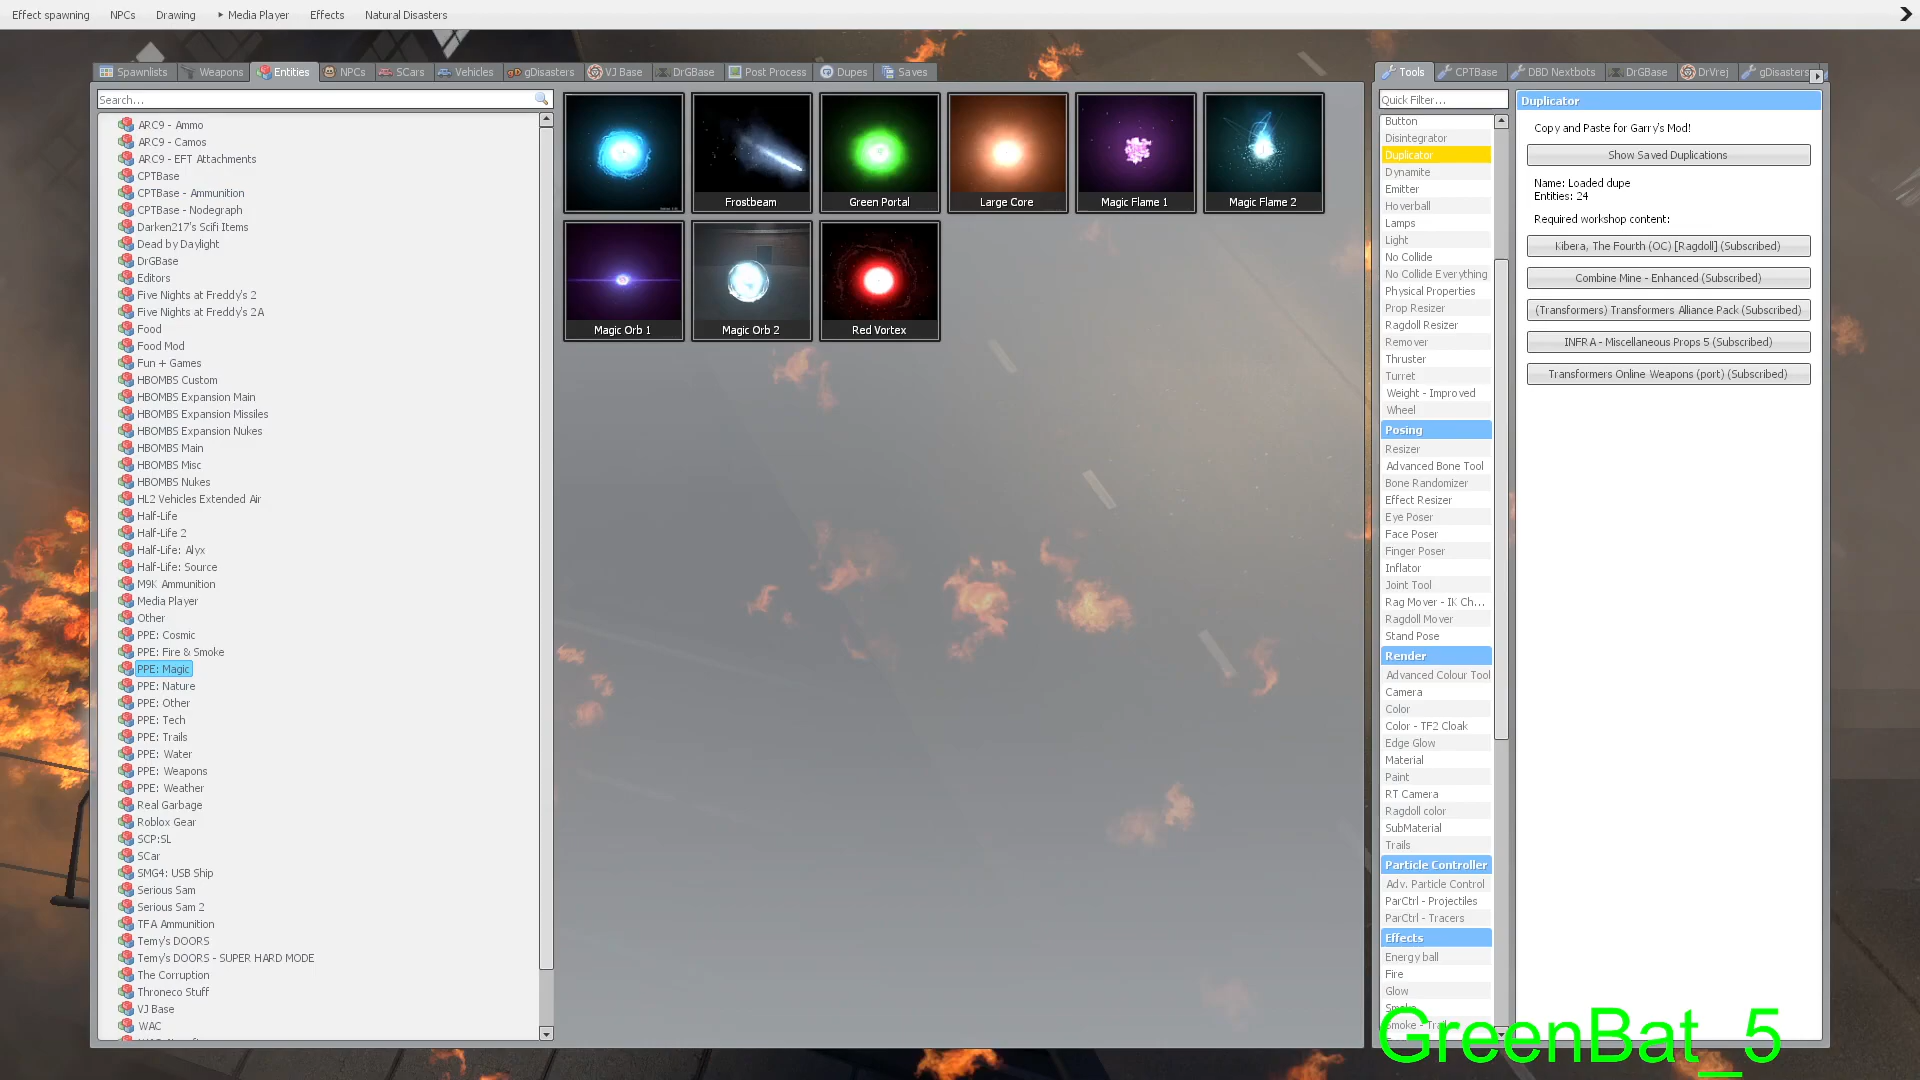 Effect spawning
NPCs
Drawing
Media Player
Effects
Natural Disasters
Spawnlists
Weapons
Entities
NPCs
SCars
Vehicles
gDisasters
VJ Base
DrGBase
Post Process
Dupes
Saves
Search...
ARC9 - Ammo
ARC9 - Camos
ARC9 - EFT Attachments
CPTBase
CPTBase - Ammunition
CPTBase - Nodegraph
Darken217's Scifi Items
Dead by Daylight
DrGBase
Editors
Five Nights at Freddy's 2
Five Nights at Freddy's 2A
Food
Food Mod
Fun + Games
HBOMBS Custom
HBOMBS Expansion Main
HBOMBS Expansion Missiles
HBOMBS Expansion Nukes
HBOMBS Main
HBOMBS Misc
HBOMBS Nukes
HL2 Vehicles Extended Air
Half-Life
Half-Life 2
Half-Life: Alyx
Half-Life: Source
M9K Ammunition
Media Player
Other
PPE: Cosmic
PPE: Fire & Smoke
PPE: Magic
PPE: Nature
PPE: Other
PPE: Tech
PPE: Trails
PPE: Water
PPE: Weapons
PPE: Weather
Real Garbage
Roblox Gear
SCP:SL
SCar
SMG4: USB Ship
Serious Sam
Serious Sam 2
TFA Ammunition
Temy's DOORS
Temy's DOORS - SUPER HARD MODE
The Corruption
Throneco Stuff
VJ Base
WAC
Frostbeam
Green Portal
Large Core
Magic Flame 1
Magic Flame 2
Magic Orb 1
Magic Orb 2
Red Vortex
Tools
CPTBase
DBD Nextbots
DrGBase
DrVrej
gDisasters
Quick Filter...
Button
Disintegrator
Duplicator
Dynamite
Emitter
Hoverball
Lamps
Light
No Collide
No Collide Everything
Physical Properties
Prop Resizer
Ragdoll Resizer
Remover
Thruster
Turret
Weight - Improved
Wheel
Posing
Resizer
Advanced Bone Tool
Bone Randomizer
Effect Resizer
Eye Poser
Face Poser
Finger Poser
Inflator
Joint Tool
Rag Mover - IK Ch...
Ragdoll Mover
Stand Pose
Render
Advanced Colour Tool
Camera
Color
Color - TF2 Cloak
Edge Glow
Material
Paint
RT Camera
Ragdoll color
SubMaterial
Trails
Particle Controller
Adv. Particle Control
ParCtrl - Projectiles
ParCtrl - Tracers
Effects
Energy ball
Fire
Glow
Smoke
Smoke - Trail
Duplicator
Copy and Paste for Garry's Mod!
Show Saved Duplications
Name: Loaded dupe
Entities: 24
Required workshop content:
Kibera, The Fourth (OC) [Ragdoll] (Subscribed)
Combine Mine - Enhanced (Subscribed)
(Transformers) Transformers Alliance Pack (Subscribed)
INFRA - Miscellaneous Props 5 (Subscribed)
Transformers Online Weapons (port) (Subscribed)
GreenBat_5